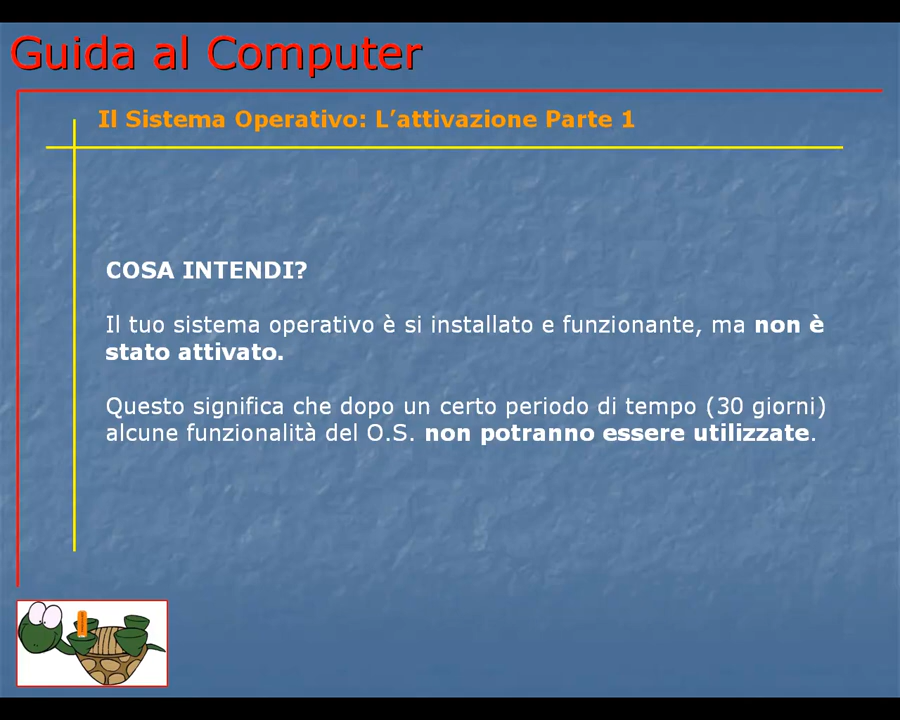 Guida al Computer
Il Sistema Operativo: L’attivazione Parte 1
COSA INTENDI?
Il tuo sistema operativo è si installato e funzionante, ma non è
stato attivato.
Questo significa che dopo un certo periodo di tempo (30 giorni)
alcune funzionalità del O.S. non potranno essere utilizzate.